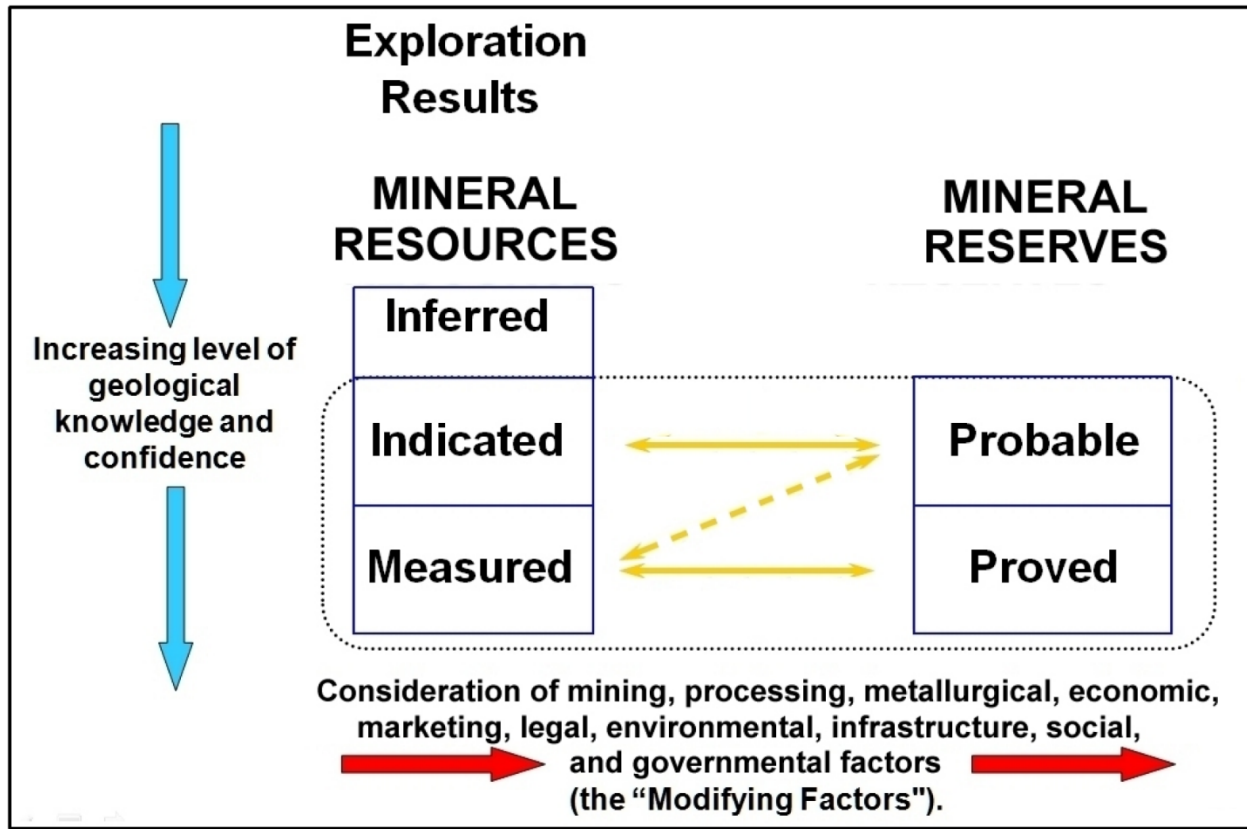 Exploration
Results
MINERAL
RESOURCES
MINERAL
RESERVES
Inferred
Increasing level of
geological
knowledge and
confidence
Indicated
Probable
Measured
Proved
Consideration of mining, processing, metallurgical, economic,
marketing, legal, environmental, infrastructure, social,
and governmental factors
(the “Modifying Factors").